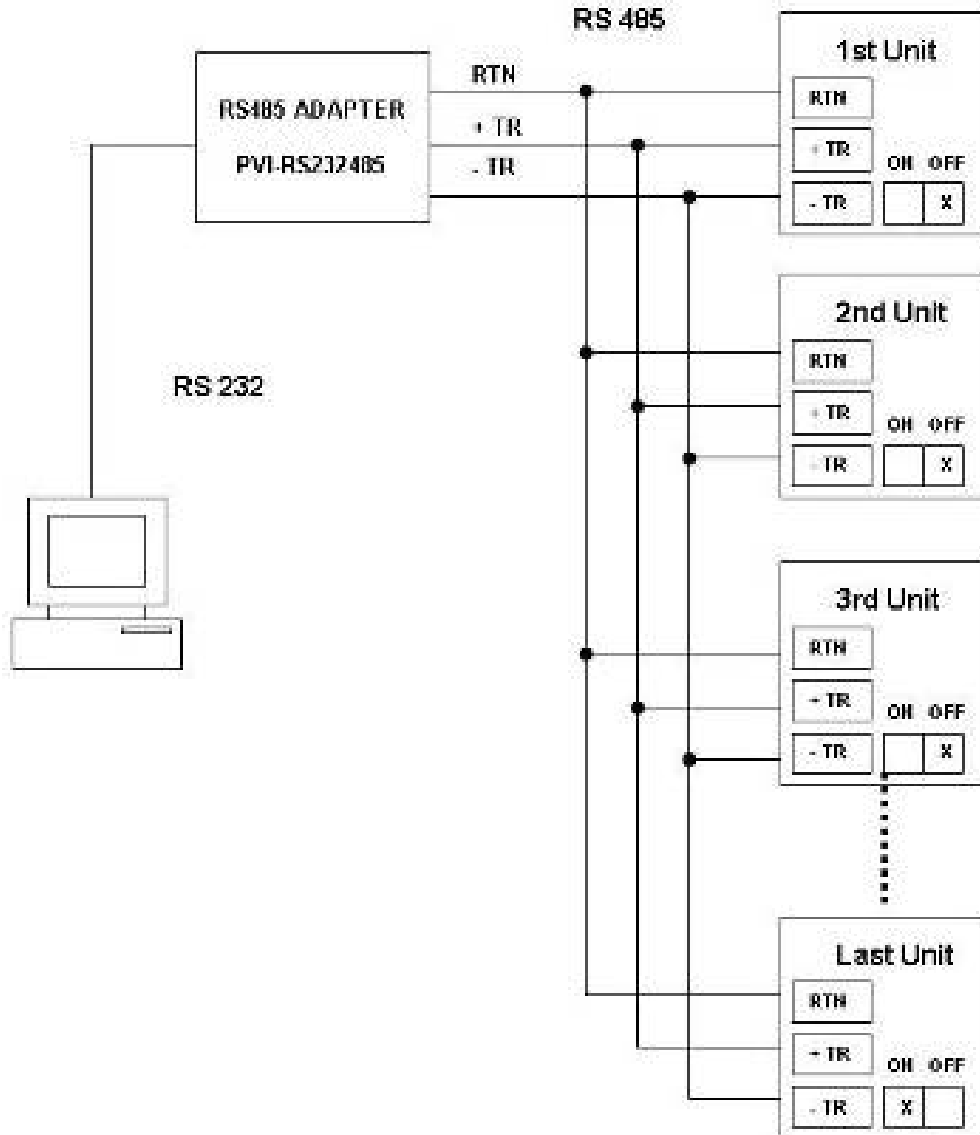 RS 485
RS485 ADAPTER
PVI-RS232485
RTN
+ TR
- TR
RS 232
1st Unit
RTN
+ TR
- TR
ON OFF
X
2nd Unit
RTN
+ TR
- TR
ON OFF
X
3rd Unit
RTN
+ TR
- TR
ON OFF
X
Last Unit
RTN
+ TR
- TR
ON OFF
X